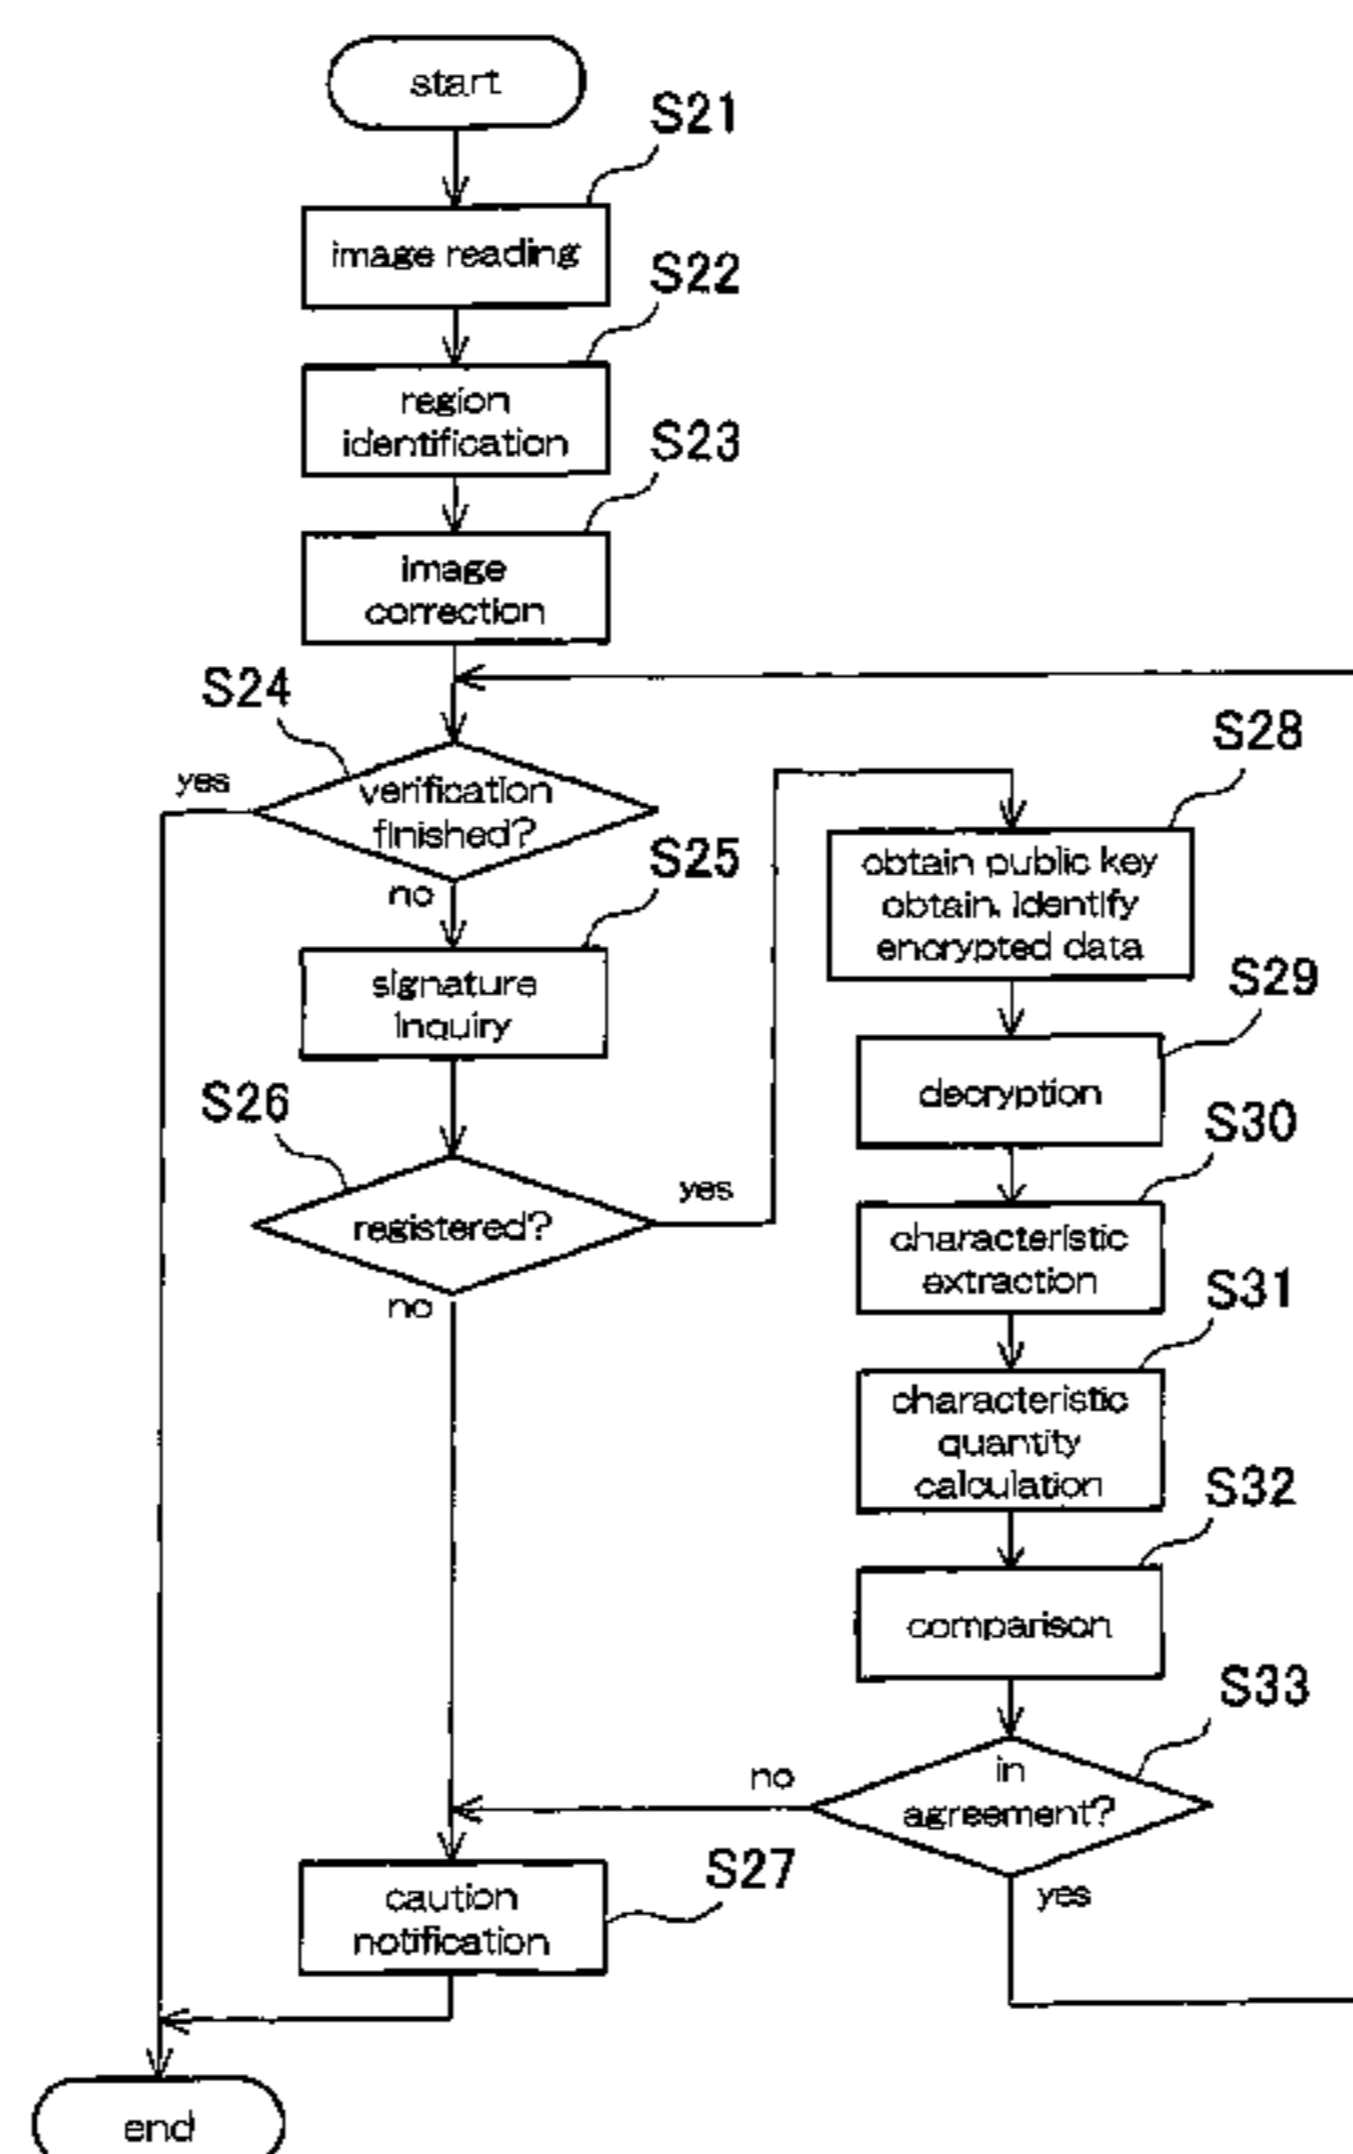 start
S21
image reading
S22
region
identification
S23
image
correction
S24
yes
verification
finished?
no
S25
signature
inquiry
S26
registered?
yes
no
S28
obtain public key
obtain, identify
encrypted data
S29
decryption
S30
characteristic
extraction
S31
characteristic
quantity
calculation
S32
comparison
S33
in
agreement?
no
yes
S27
caution
notification
end